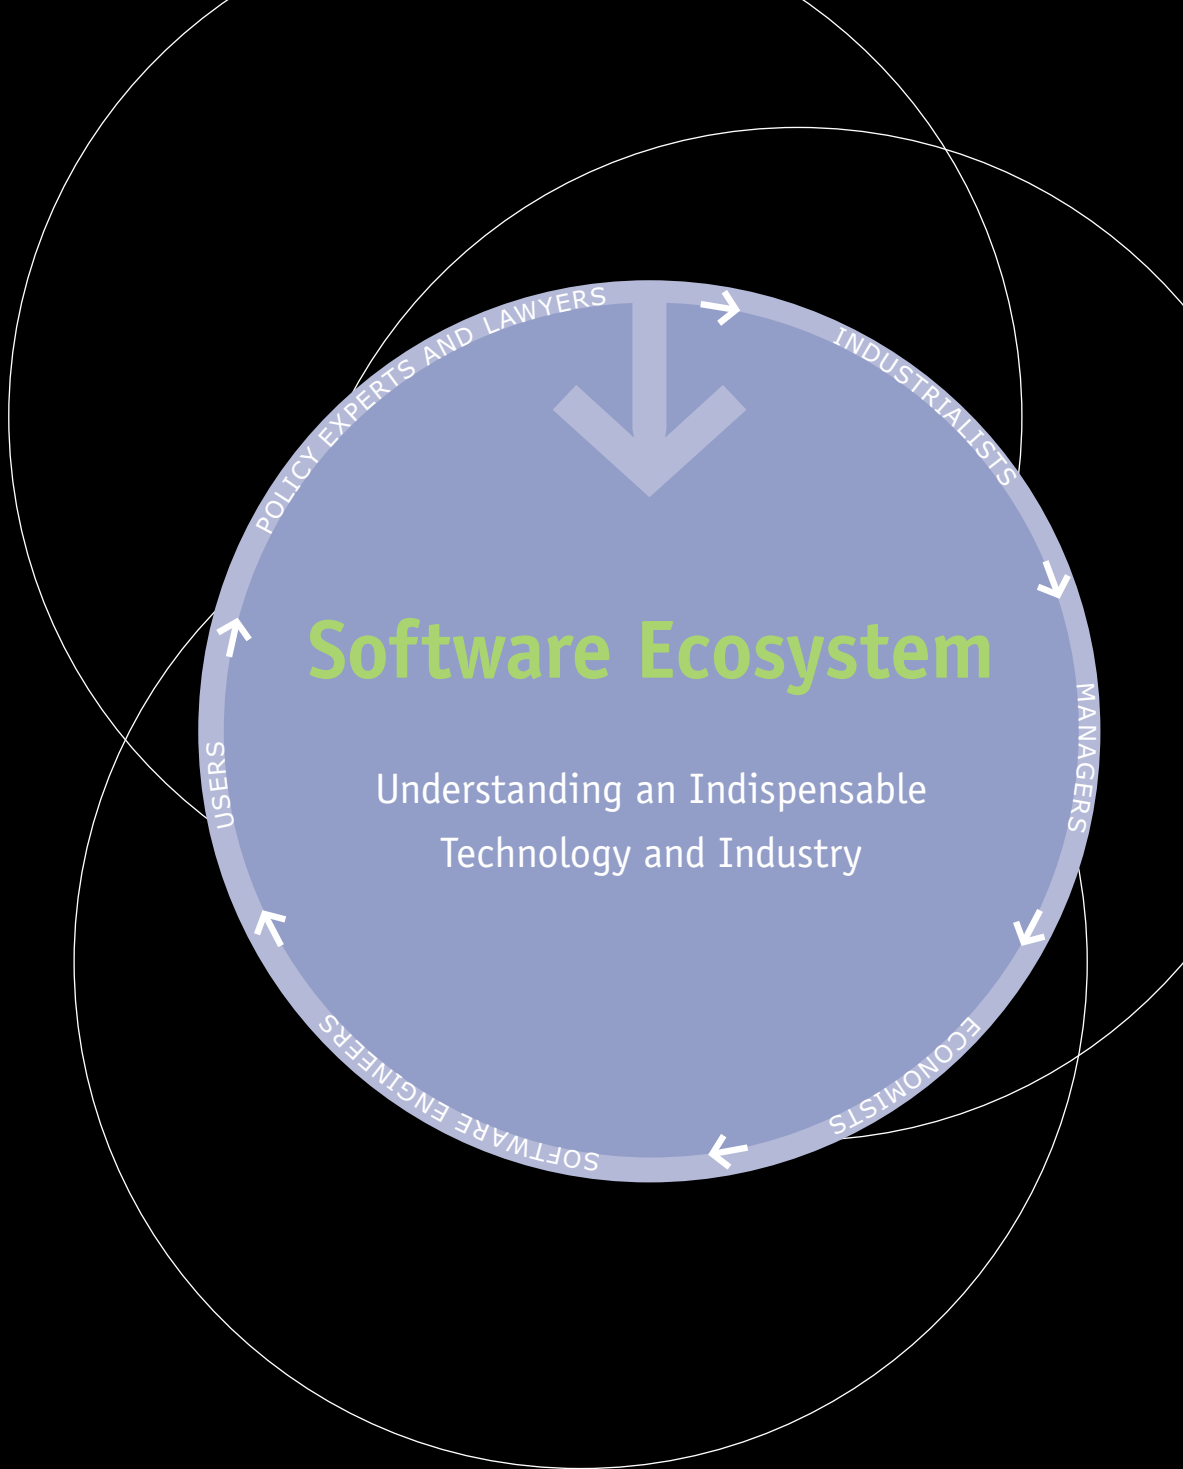 POLICY EXPERTS AND LAWYERS
INDUSTRIALISTS
MANAGERS
ECONOMISTS
SOFTWARE ENGINEERS
USERS
Software Ecosystem
Understanding an Indispensable
Technology and Industry